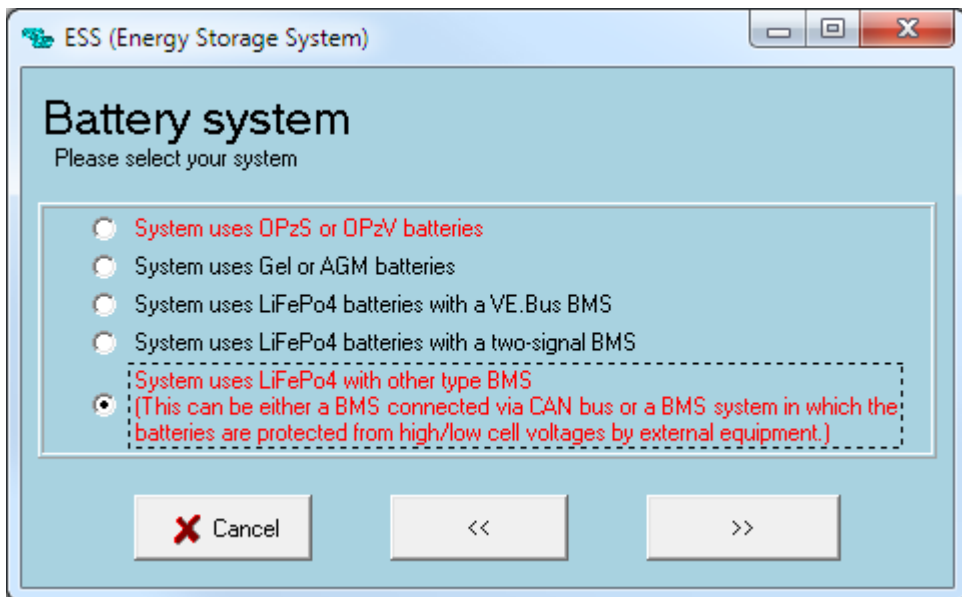 ESS (Energy Storage System)
Battery system
Please select your system
System uses OPzS or OPzV batteries
System uses Gel or AGM batteries
System uses LiFePo4 batteries with a VE.Bus BMS
System uses LiFePo4 batteries with a two-signal BMS
System uses LiFePo4 with other type BMS
(This can be either a BMS connected via CAN bus or a BMS system in which the
batteries are protected from high/low cell voltages by external equipment.)
Cancel
<<
>>